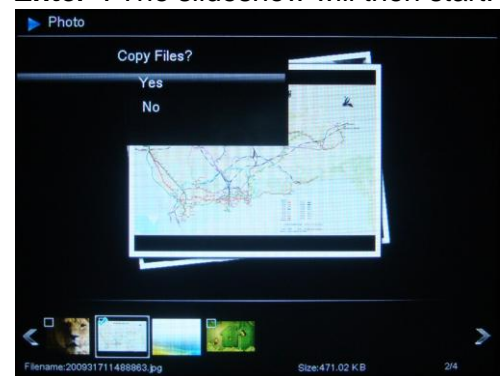 Enter". The slideshow will then start.
Photo
Copy Files?
Yes
No
Filename:200931711488863.jpg
Size:471.02 KB
2/4